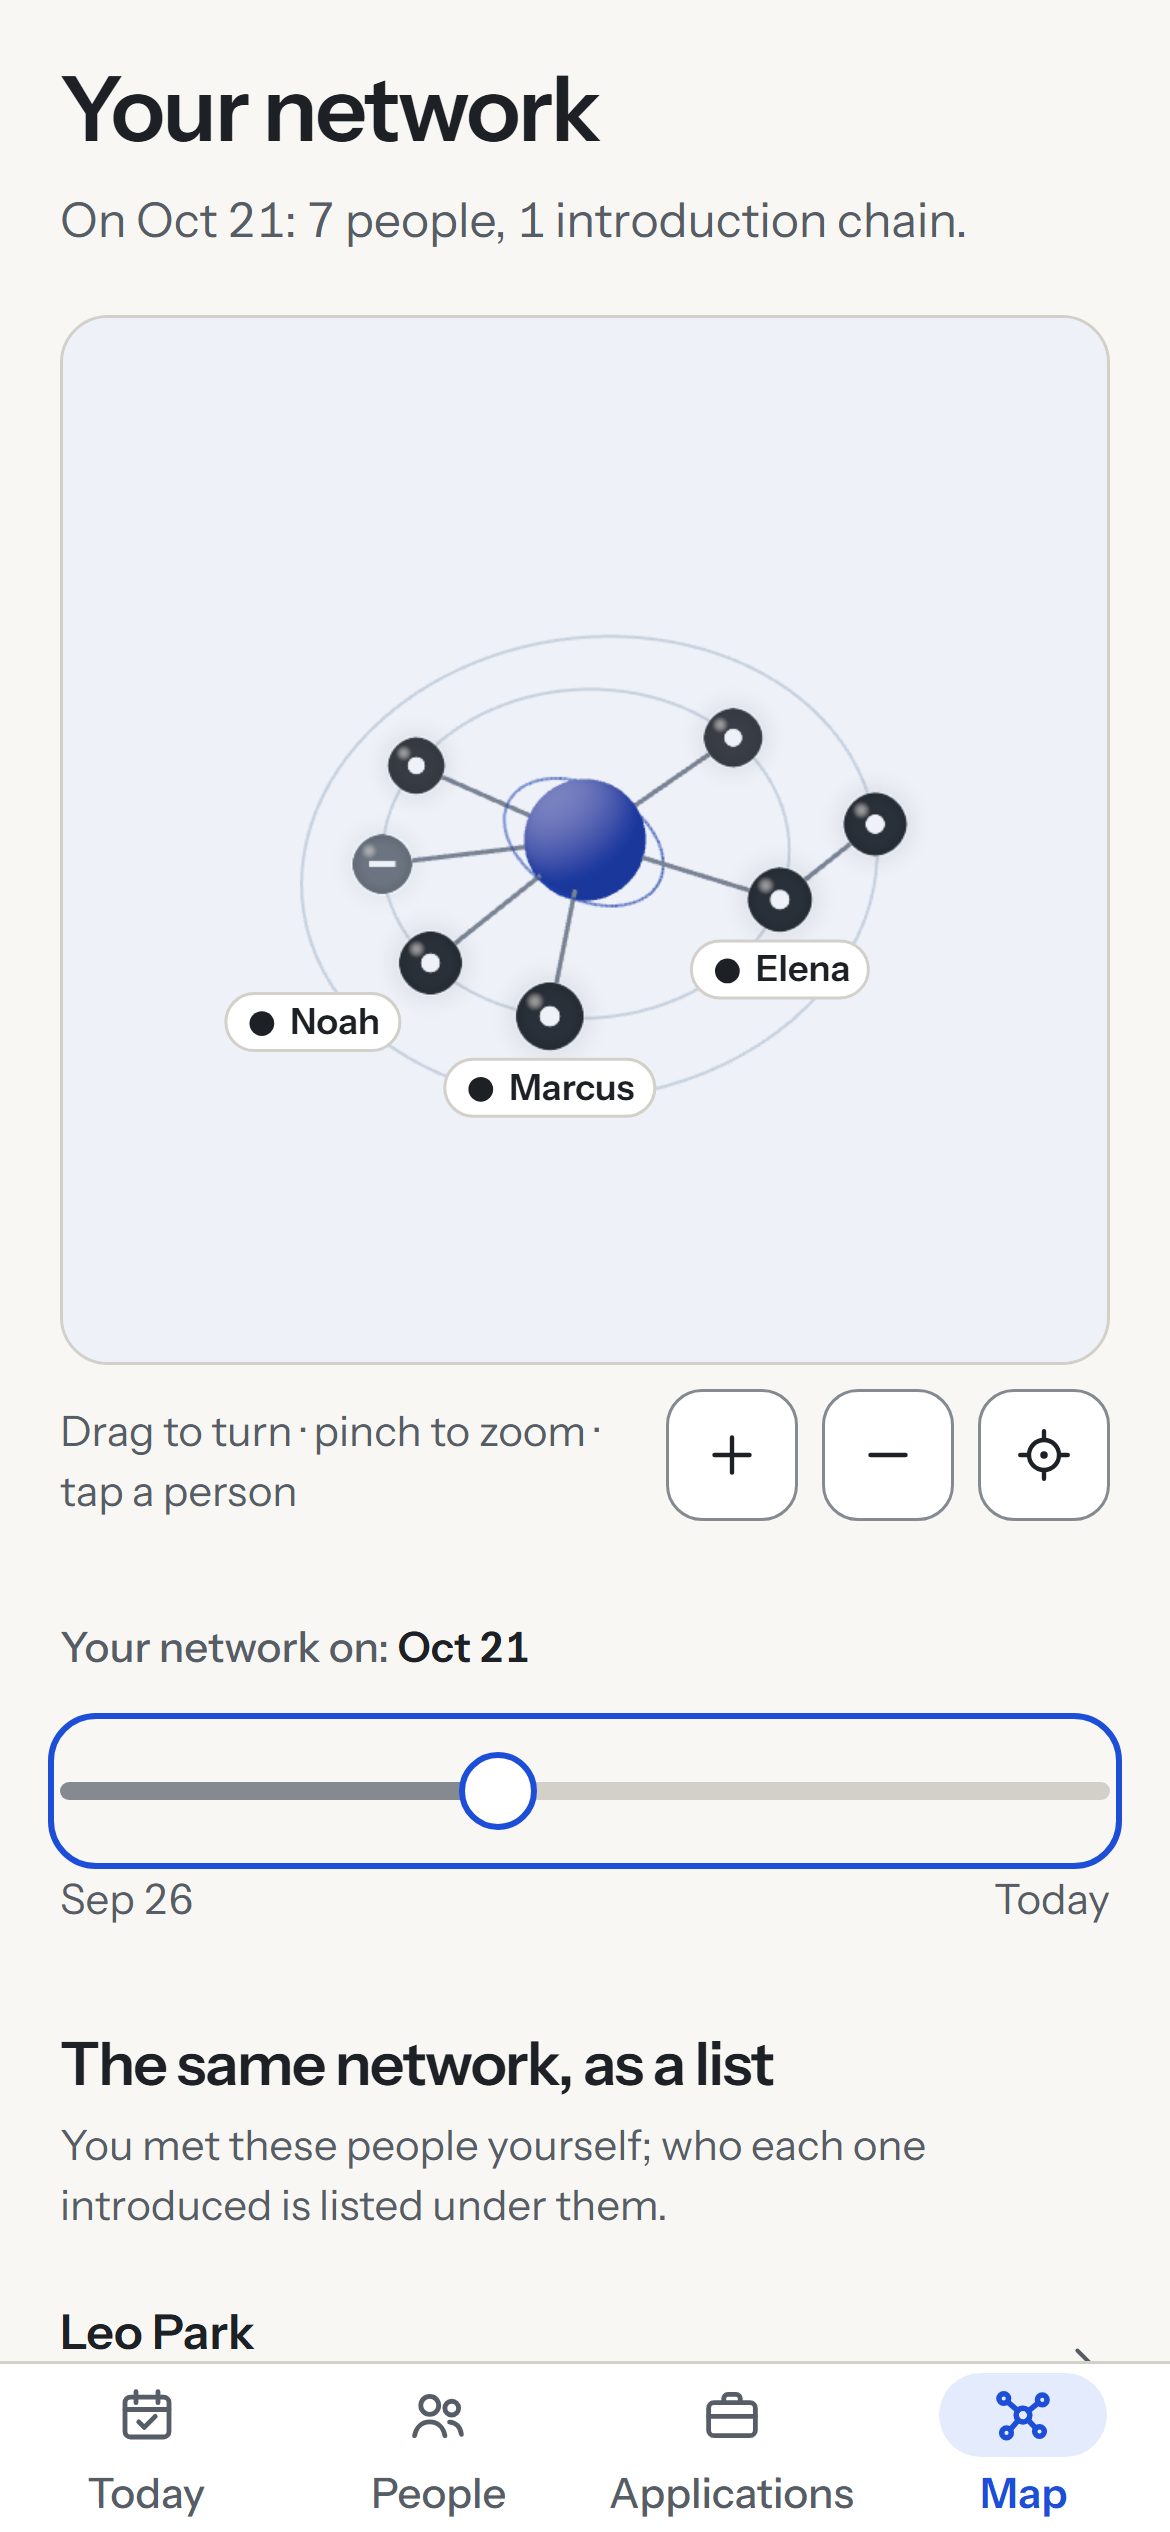 Your network
On Oct 21: 7 people, 1 introduction chain.
Elena
Noah
Marcus
Drag to turn · pinch to zoom ·
tap a person
Your network on: Oct 21
Sep 26
Today
The same network, as a list
You met these people yourself; who each one
introduced is listed under them.
Leo Park
Today
People
Applications
Map